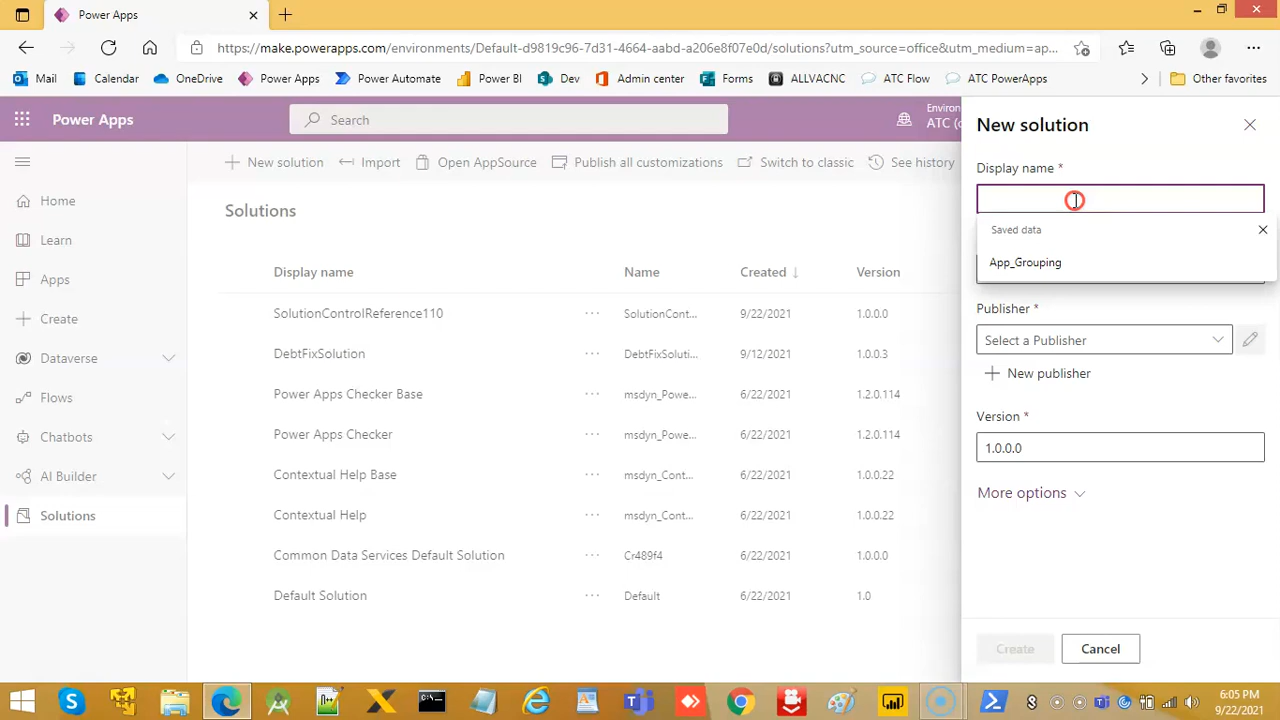 Power Apps
https://make.powerapps.com/environments/Default-d9819c96-7d31-4664-aabd-a206e8f07e0d/solutions?utm_source=office&utm_medium=ap...
Mail
Calendar
OneDrive
Power Apps
Power Automate
Power BI
Dev
Admin center
Forms
ALLVACNC
ATC Flow
ATC PowerApps
Other favorites
Power Apps
Search
Environ
ATC (
New solution
Import
Open AppSource
Publish all customizations
Switch to classic
See history
Home
Learn
Apps
Create
Dataverse
Flows
Chatbots
AI Builder
Solutions
Solutions
Display name Name Created ↓ Version
SolutionControlReference110 ··· SolutionCont... 9/22/2021 1.0.0.0
DebtFixSolution ··· DebtFixSoluti... 9/12/2021 1.0.0.3
Power Apps Checker Base ··· msdyn_Powe... 6/22/2021 1.2.0.114
Power Apps Checker ··· msdyn_Powe... 6/22/2021 1.2.0.114
Contextual Help Base ··· msdyn_Cont... 6/22/2021 1.0.0.22
Contextual Help ··· msdyn_Cont... 6/22/2021 1.0.0.22
Common Data Services Default Solution ··· Cr489f4 6/22/2021 1.0.0.0
Default Solution ··· Default 6/22/2021 1.0
New solution
Display name *
Saved data
App_Grouping
Publisher *
Select a Publisher
New publisher
Version *
1.0.0.0
More options
Create
Cancel
6:05 PM
9/22/2021